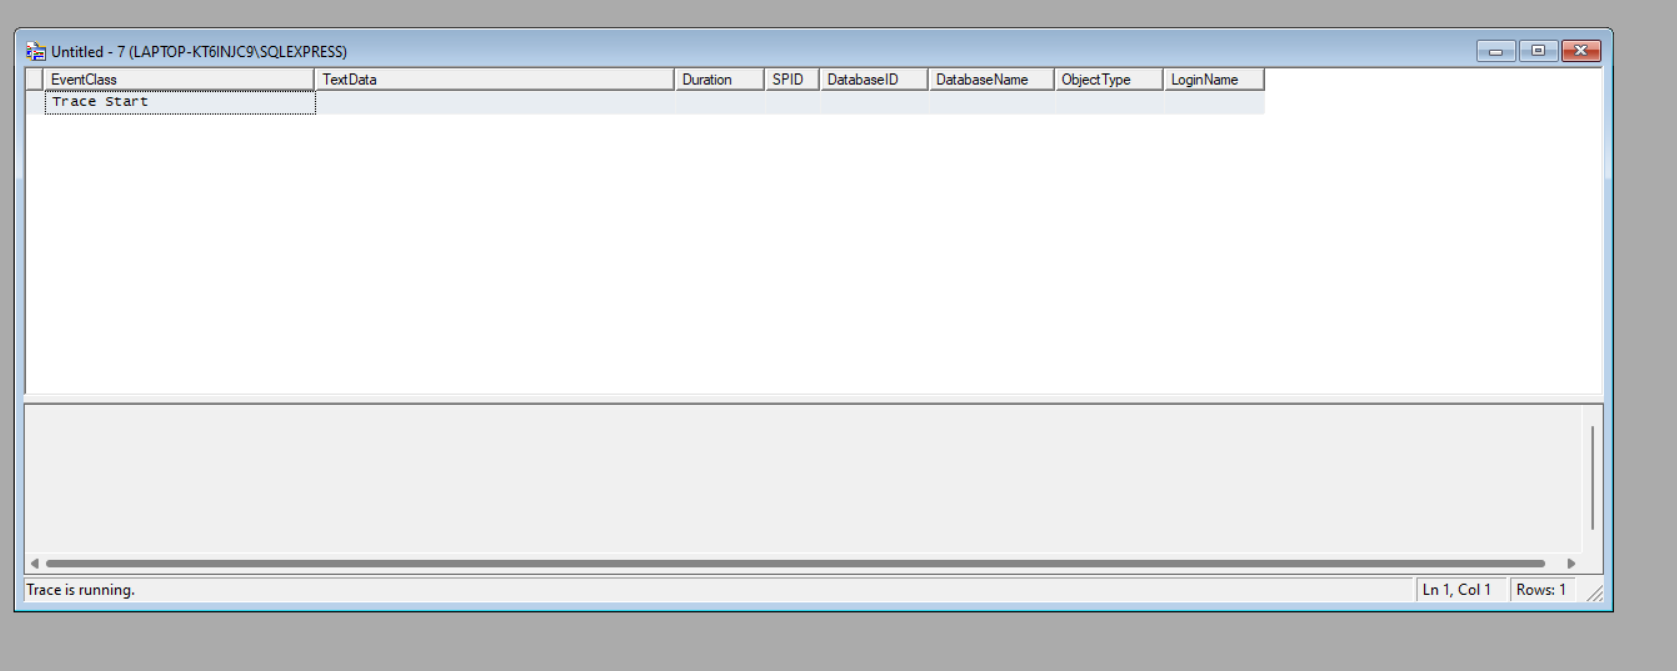 Untitled - 7 (LAPTOP-KT6INJC9\SQLEXPRESS)
EventClass TextData Duration SPID DatabaseID DatabaseName ObjectType LoginName
Trace Start
Trace is running. Ln 1, Col 1 Rows: 1